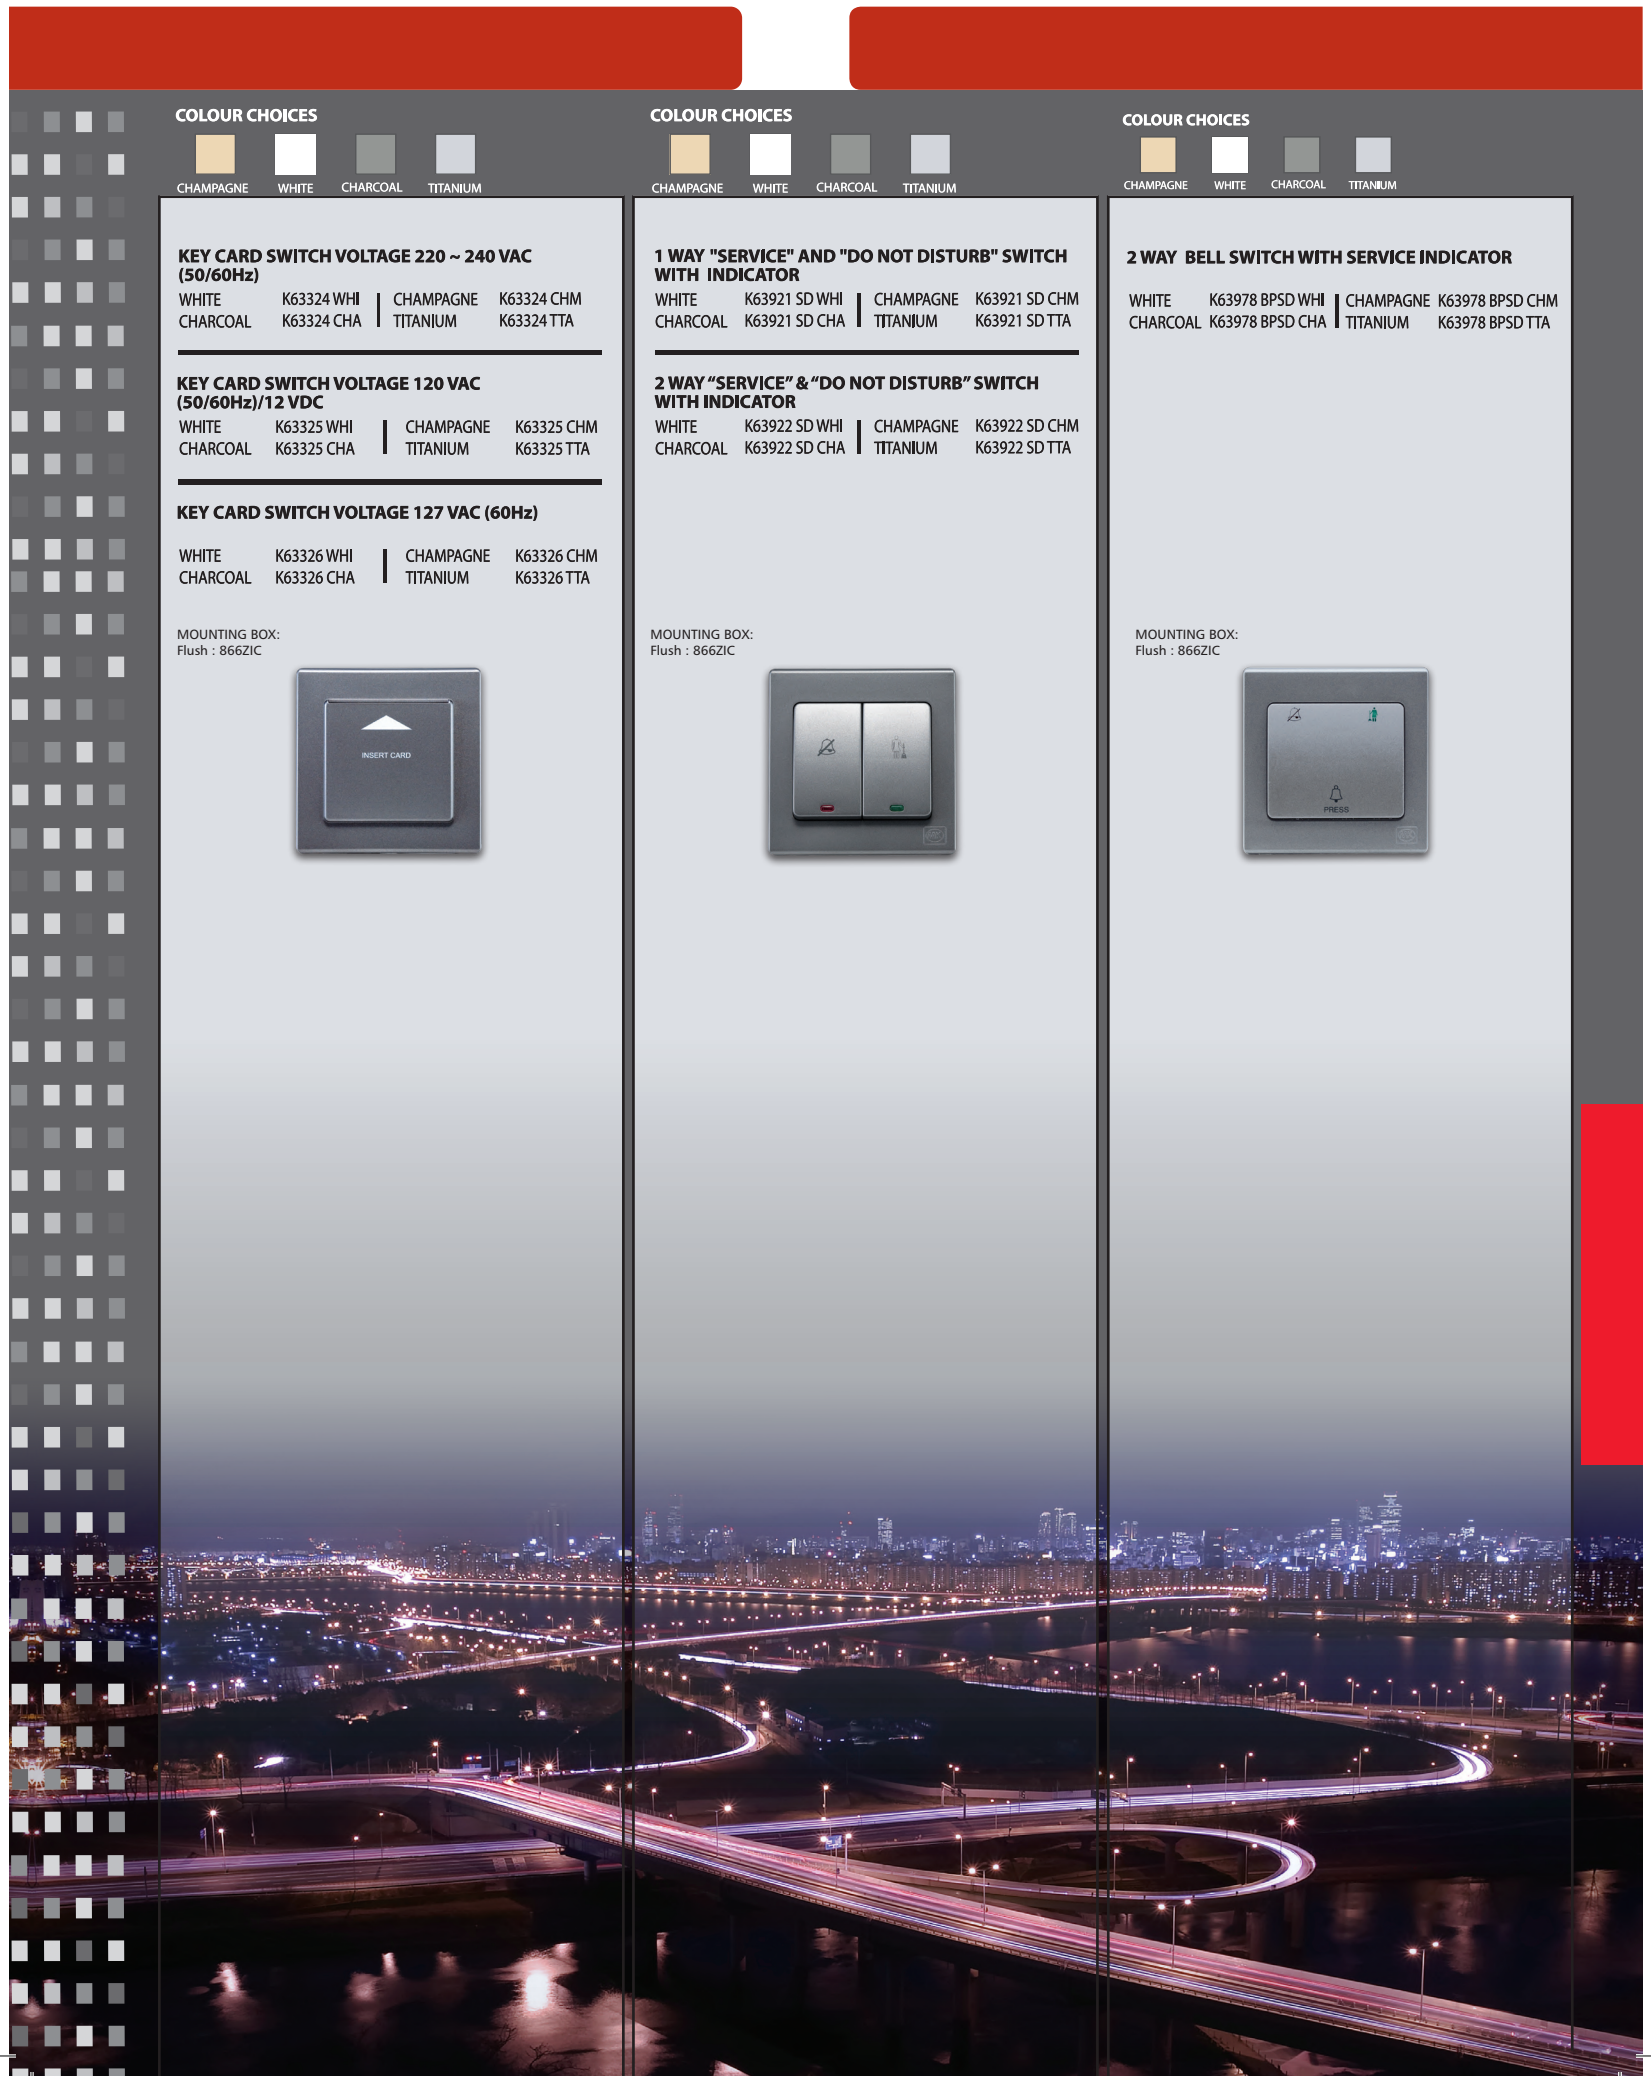 COLOUR CHOICES
CHAMPAGNE WHITE CHARCOAL TITANIUM
KEY CARD SWITCH VOLTAGE 220 ~ 240 VAC
(50/60Hz)
WHITE K63324 WHI CHAMPAGNE K63324 CHM
CHARCOAL K63324 CHA TITANIUM K63324 TTA
KEY CARD SWITCH VOLTAGE 120 VAC
(50/60Hz)/12 VDC
WHITE K63325 WHI CHAMPAGNE K63325 CHM
CHARCOAL K63325 CHA TITANIUM K63325 TTA
KEY CARD SWITCH VOLTAGE 127 VAC (60Hz)
WHITE K63326 WHI CHAMPAGNE K63326 CHM
CHARCOAL K63326 CHA TITANIUM K63326 TTA
MOUNTING BOX:
Flush : 866ZIC
INSERT CARD
COLOUR CHOICES
CHAMPAGNE WHITE CHARCOAL TITANIUM
1 WAY "SERVICE" AND "DO NOT DISTURB" SWITCH
WITH INDICATOR
WHITE K63921 SD WHI CHAMPAGNE K63921 SD CHM
CHARCOAL K63921 SD CHA TITANIUM K63921 SD TTA
2 WAY “SERVICE” & “DO NOT DISTURB” SWITCH
WITH INDICATOR
WHITE K63922 SD WHI CHAMPAGNE K63922 SD CHM
CHARCOAL K63922 SD CHA TITANIUM K63922 SD TTA
MOUNTING BOX:
Flush : 866ZIC
COLOUR CHOICES
CHAMPAGNE WHITE CHARCOAL TITANIUM
2 WAY BELL SWITCH WITH SERVICE INDICATOR
WHITE K63978 BPSD WHI CHAMPAGNE K63978 BPSD CHM
CHARCOAL K63978 BPSD CHA TITANIUM K63978 BPSD TTA
MOUNTING BOX:
Flush : 866ZIC
PRESS